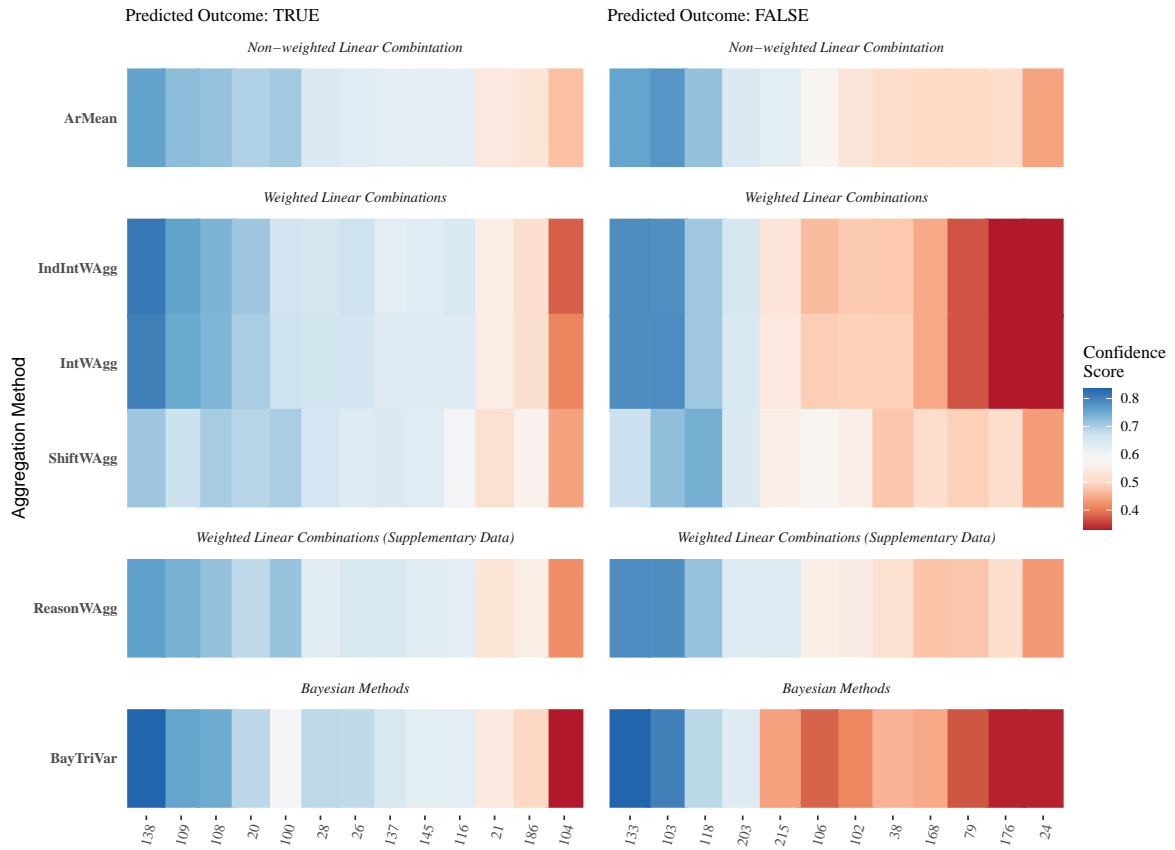 Predicted Outcome: TRUE
Predicted Outcome: FALSE
Non−weighted Linear Combintation
Non−weighted Linear Combination
ArMean
Weighted Linear Combinations
Weighted Linear Combinations
IndIntWAgg
IntWAgg
ShiftWAgg
Aggregation Method
Confidence
Score
0.8
0.7
0.6
0.5
0.4
Weighted Linear Combinations (Supplementary Data)
Weighted Linear Combinations (Supplementary Data)
ReasonWAgg
Bayesian Methods
Bayesian Methods
BayTriVar
138 109 108 20 100 28 26 137 145 116 21 186 104
133 103 118 203 215 106 102 38 168 79 176 24